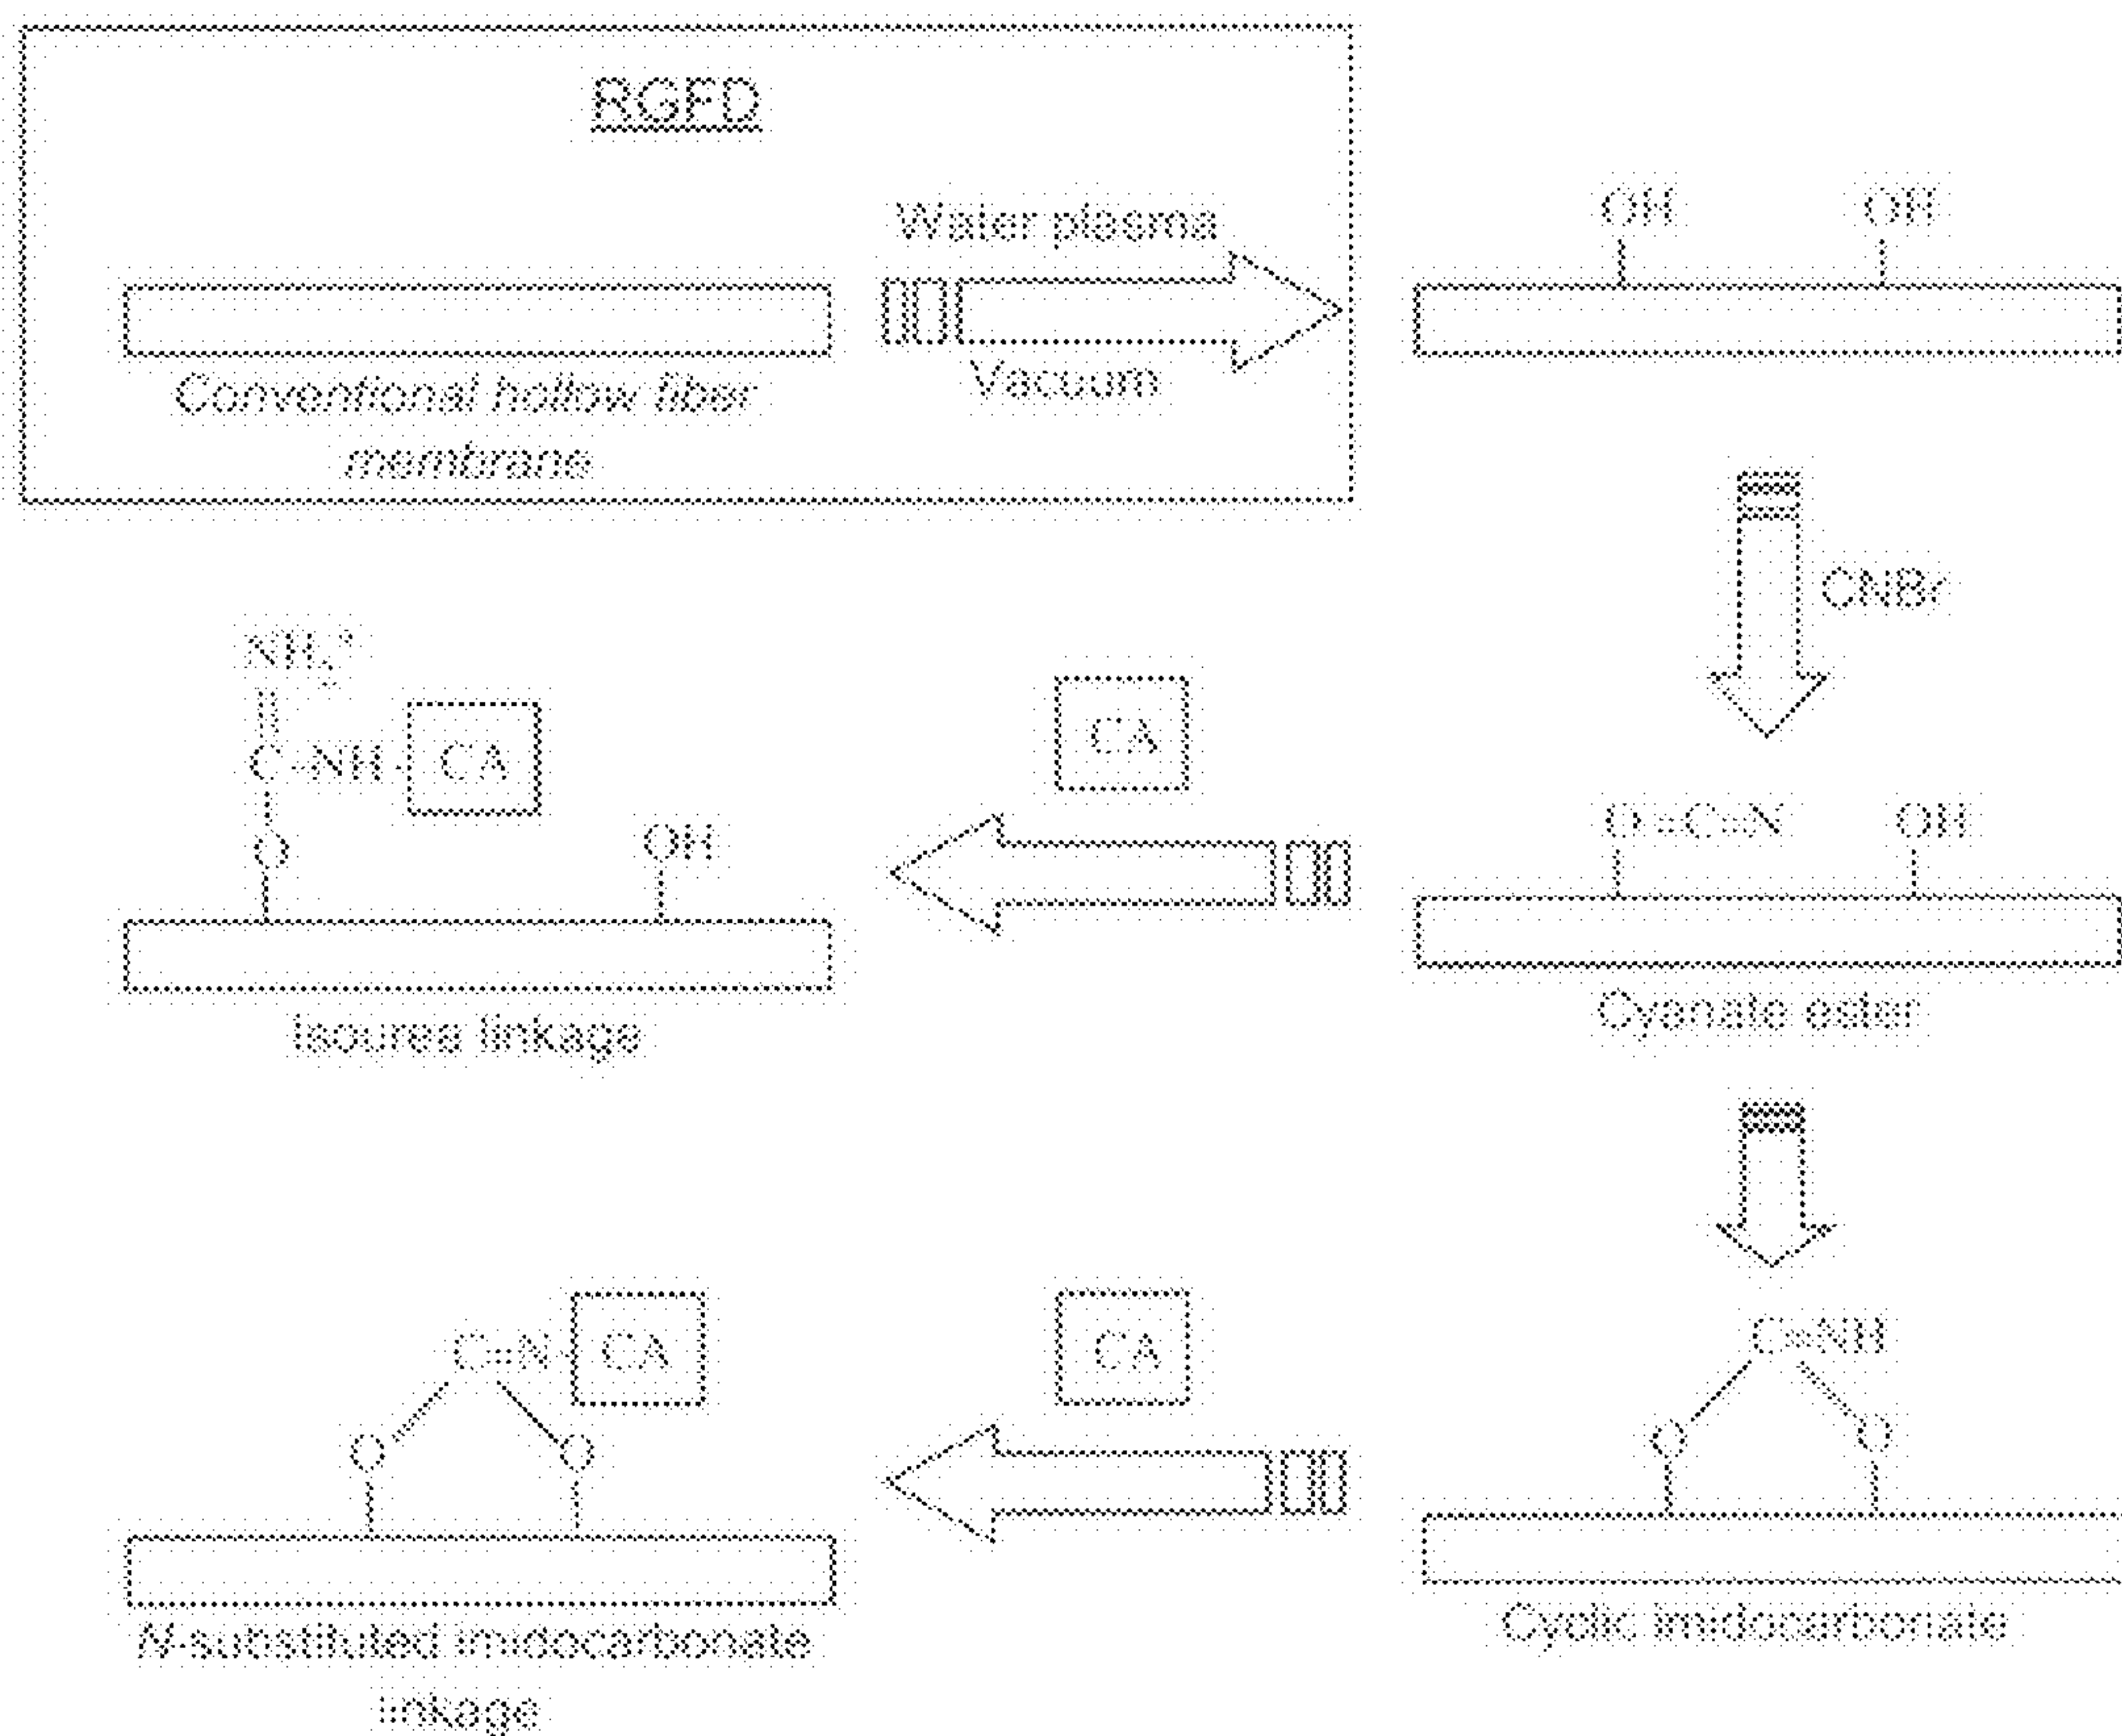 RGFD
Water plasma
Conventional hollow fiber
membrane
Vacuum
OH OH
CNBr
NH₂⁺
C-NH- CA
O
OH
Isourea linkage
CA
O-C≡N OH
Cyanate ester
C=N- CA
O O
N-substituted imidocarbonate
linkage
CA
C=NH
O O
Cyclic imidocarbonate